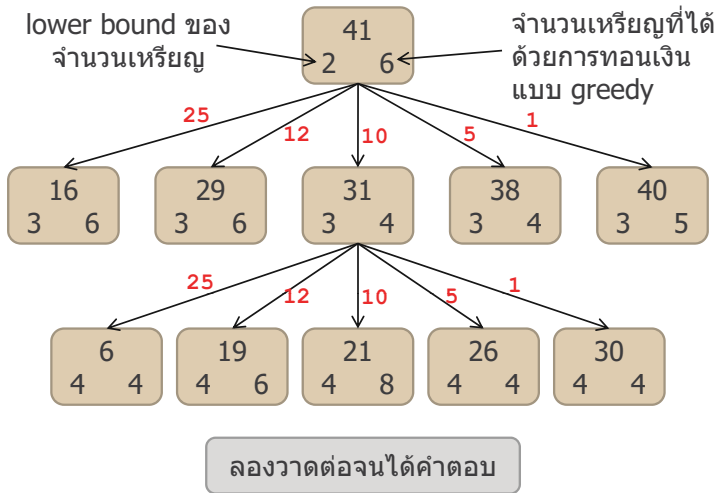 lower bound ของ
จำนวนเหรียญ
41
2 6
จำนวนเหรียญที่ได้
ด้วยการทอนเงิน
แบบ greedy
25 12 10 5 1
16 29 31 38 40
3 6 3 6 3 4 3 4 3 5
25 12 10 5 1
6 19 21 26 30
4 4 4 6 4 8 4 4 4 4
ลองวาดต่อจนได้คำตอบ